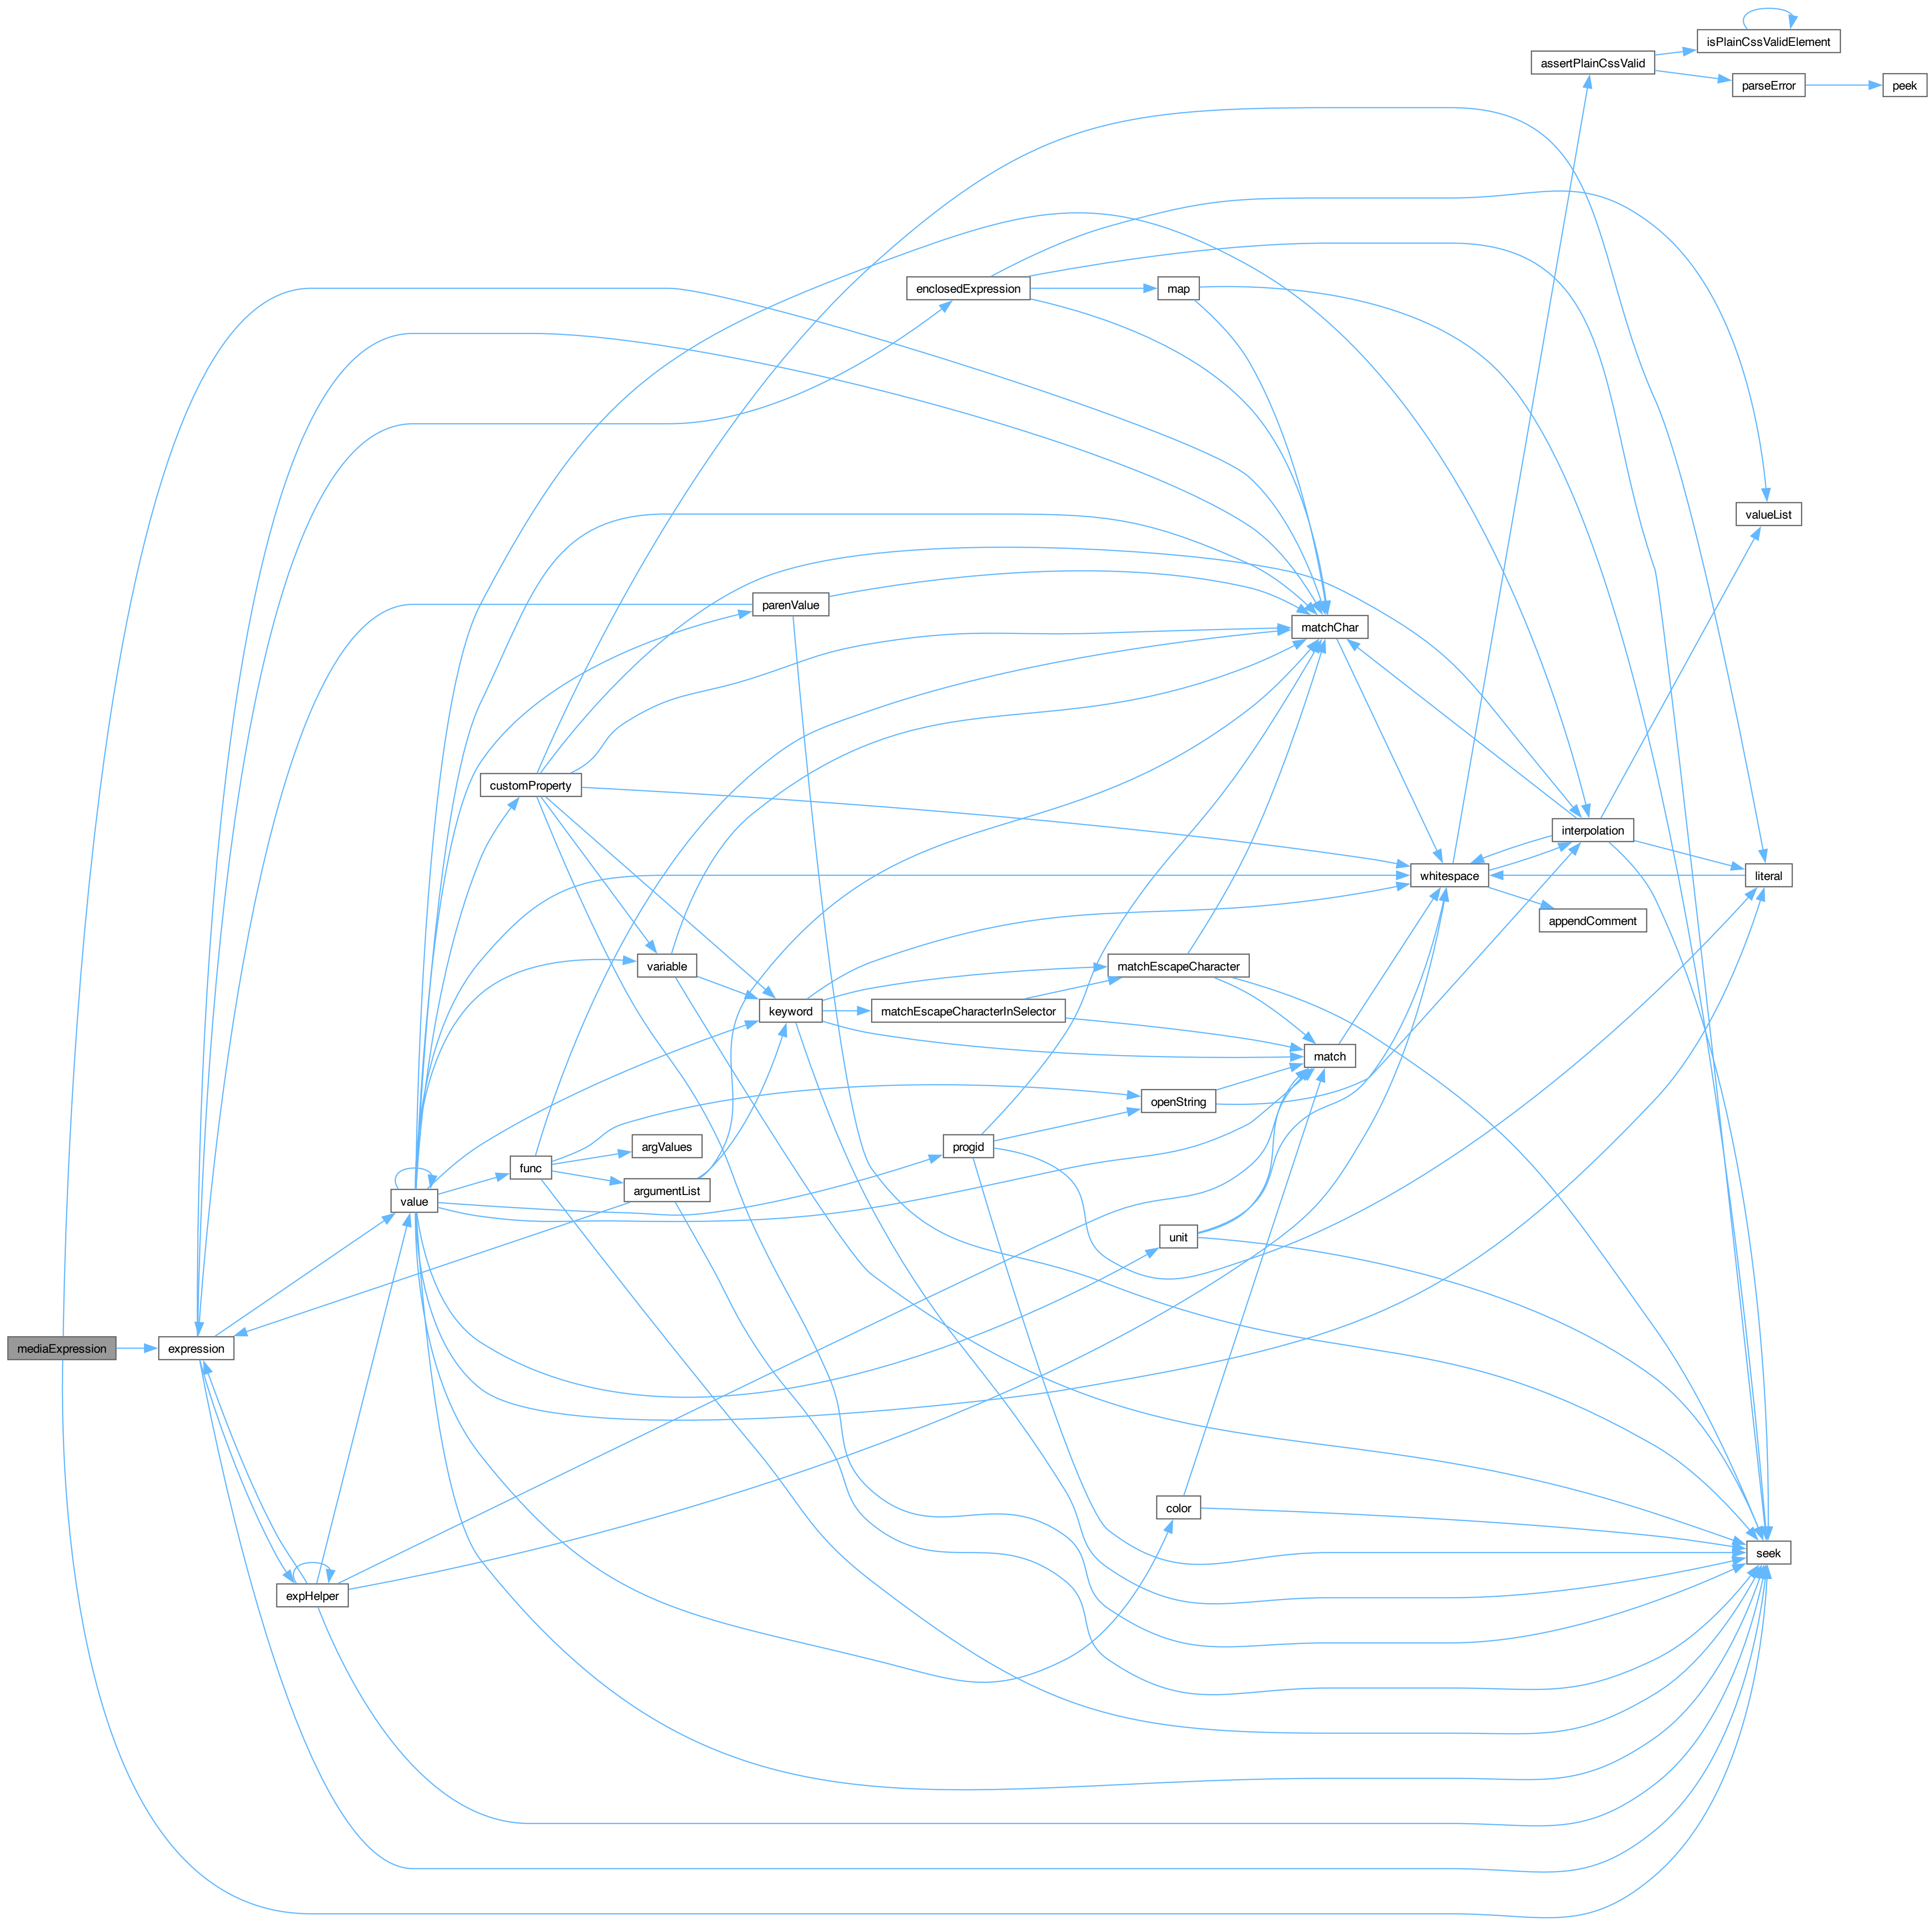 isPlainCssValidElement
assertPlainCssValid
parseError
peek
enclosedExpression
map
valueList
parenValue
matchChar
customProperty
interpolation
whitespace
literal
appendComment
variable
matchEscapeCharacter
keyword
matchEscapeCharacterInSelector
match
openString
argValues
progid
func
argumentList
value
unit
mediaExpression
expression
color
seek
expHelper